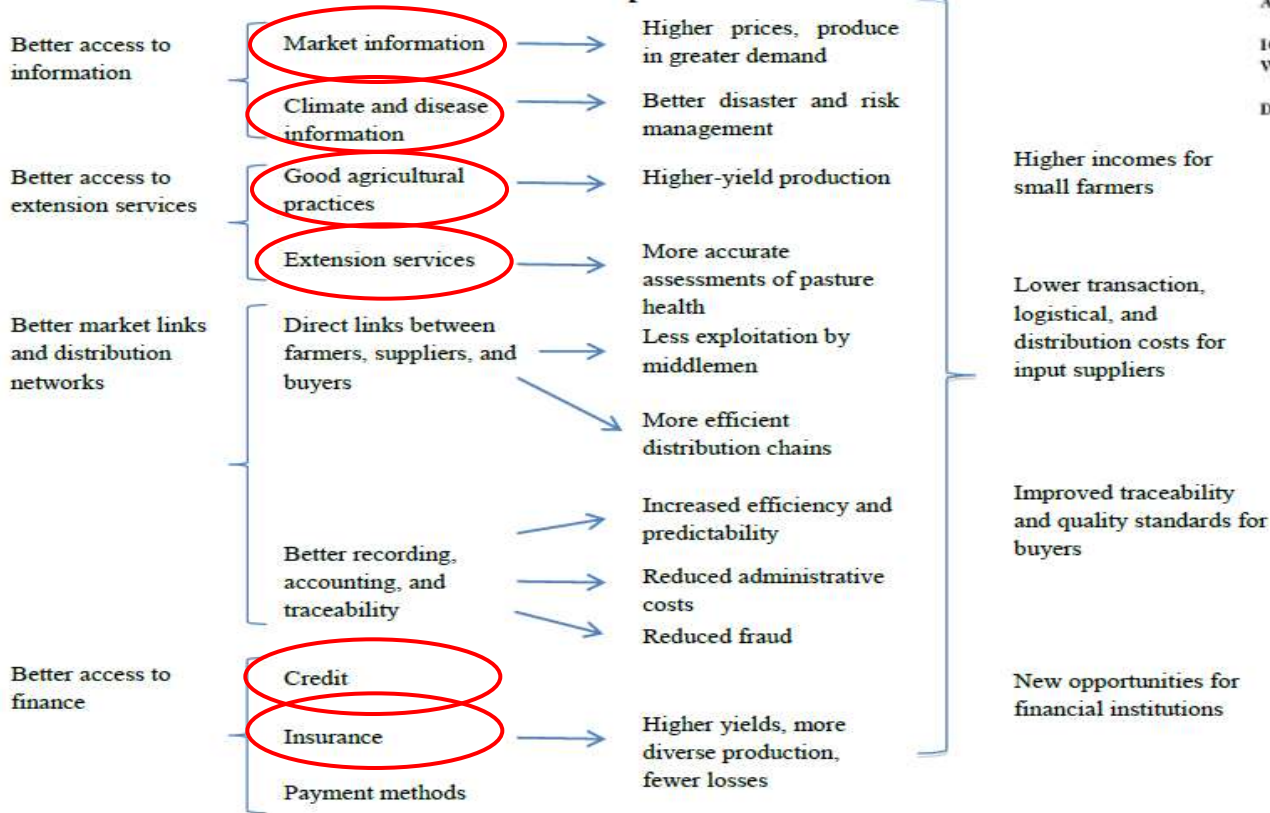 Better access to
information
Market information
Climate and disease
information
Higher prices, produce
in greater demand
Better disaster and risk
management
Better access to
extension services
Good agricultural
practices
Extension services
Higher-yield production
More accurate
assessments of pasture
health
Better market links
and distribution
networks
Direct links between
farmers, suppliers, and
buyers
Less exploitation by
middlemen
More efficient
distribution chains
Better recording,
accounting, and
traceability
Increased efficiency and
predictability
Reduced administrative
costs
Reduced fraud
Better access to
finance
Credit
Insurance
Payment methods
Higher yields, more
diverse production,
fewer losses
Higher incomes for
small farmers
Lower transaction,
logistical, and
distribution costs for
input suppliers
Improved traceability
and quality standards for
buyers
New opportunities for
financial institutions